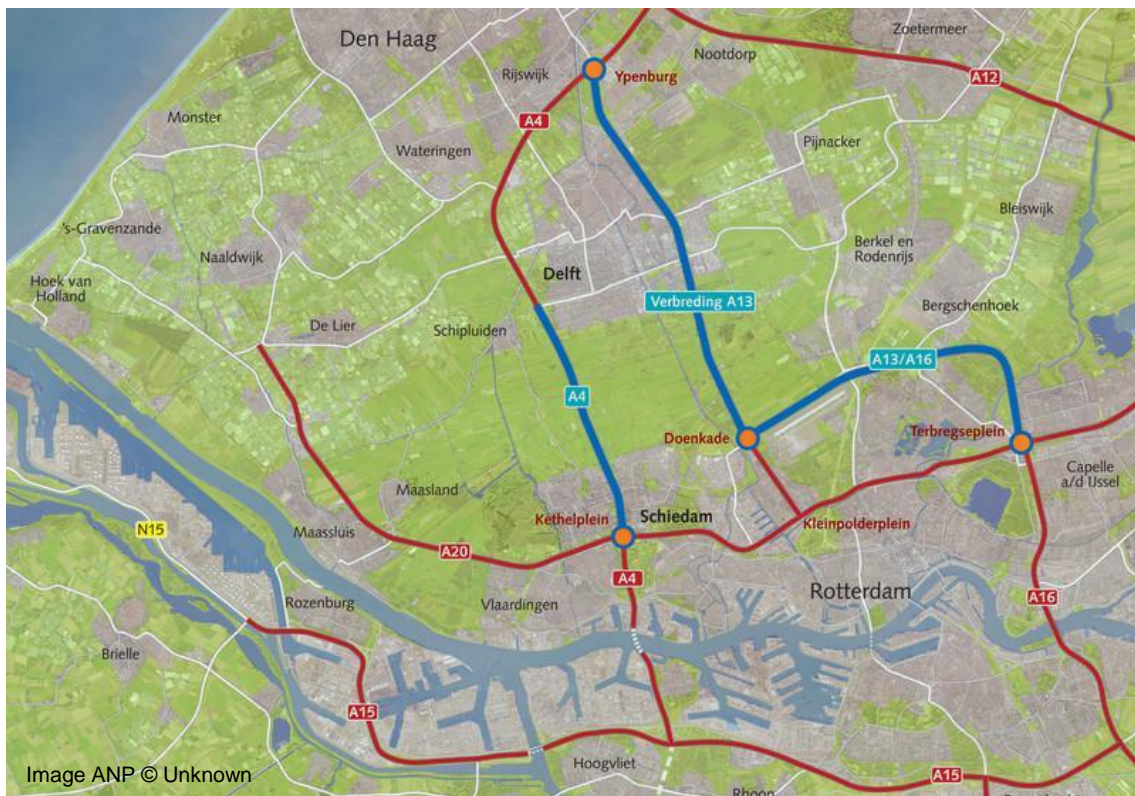 Den Haag
Zoetermeer
Nootdorp
Rijswijk
Ypenburg
A12
Monster
A4
Wateringen
Pijnacker
Bleiswijk
's-Gravenzande
Naaldwijk
Berkel en
Rodenrijs
Delft
Hoek van
Holland
Verbreding A13
Bergschenhoek
De Lier
Schipluiden
A13/A16
A4
Doenkade
Terbregseplein
Capelle
a/d IJssel
Maasland
Kethelplein
Schiedam
Kleinpolderplein
N15
Maassluis
A20
A4
Rozenburg
Vlaardingen
Rotterdam
A16
Brielle
A15
Hoogvliet
A15
Rhoon
Image ANP © Unknown